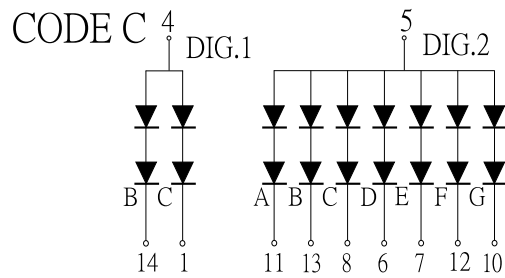 CODE C 4 DIG.1 5 DIG.2
B C A B C D E F G
14 1 11 13 8 6 7 12 10